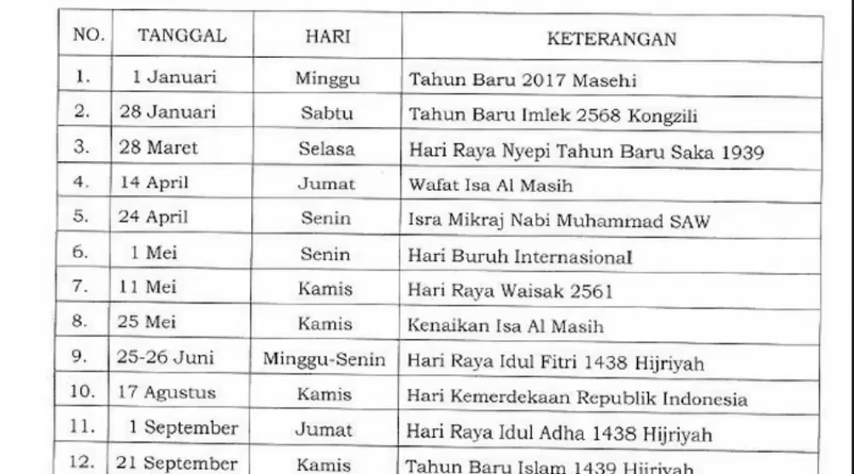 NO. TANGGAL HARI KETERANGAN
1. 1 Januari Minggu Tahun Baru 2017 Masehi
2. 28 Januari Sabtu Tahun Baru Imlek 2568 Kongzili
3. 28 Maret Selasa Hari Raya Nyepi Tahun Baru Saka 1939
4. 14 April Jumat Wafat Isa Al Masih
5. 24 April Senin Isra Mikraj Nabi Muhammad SAW
6. 1 Mei Senin Hari Buruh Internasional
7. 11 Mei Kamis Hari Raya Waisak 2561
8. 25 Mei Kamis Kenaikan Isa Al Masih
9. 25-26 Juni Minggu-Senin Hari Raya Idul Fitri 1438 Hijriyah
10. 17 Agustus Kamis Hari Kemerdekaan Republik Indonesia
11. 1 September Jumat Hari Raya Idul Adha 1438 Hijriyah
12. 21 September Kamis Tahun Baru Islam 1439 Hijriyah